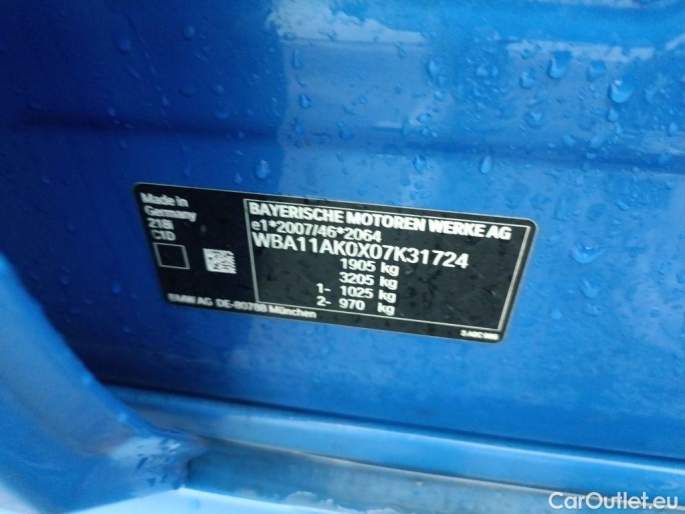 Made in
Germany
218i
CTD
BAYERISCHE MOTOREN WERKE AG
e1*2007/46*2064
WBA11AK0X07K31724
1905 kg
3205 kg
1- 1025 kg
2- 970 kg
BMW AG DE-80788 München
CarOutlet.eu